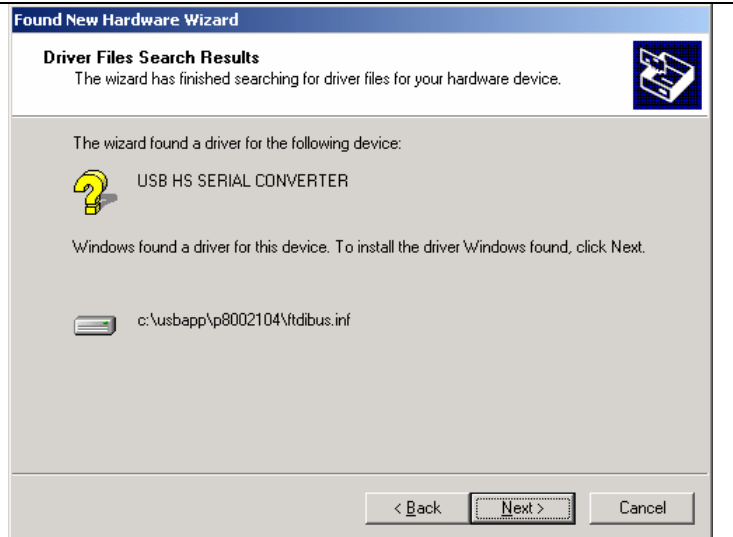 Found New Hardware Wizard
Driver Files Search Results
The wizard has finished searching for driver files for your hardware device.
The wizard found a driver for the following device:
USB HS SERIAL CONVERTER
Windows found a driver for this device. To install the driver Windows found, click Next.
c:\usbapp\p8002104\ftdibus.inf
< Back Next > Cancel